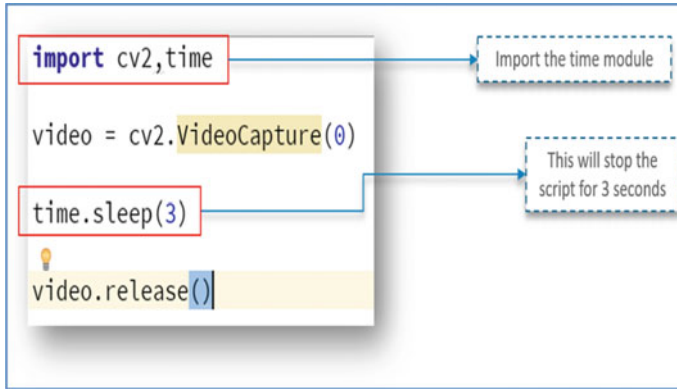 import cv2,time
Import the time module
video = cv2.VideoCapture(0)
This will stop the
script for 3 seconds
time.sleep(3)
video.release()